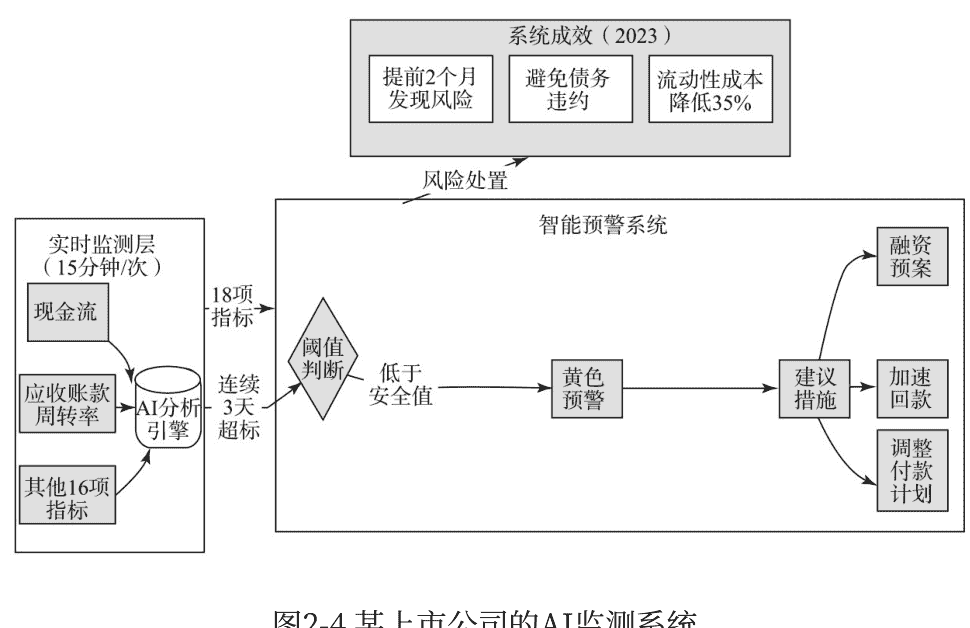 系统成效（2023）
提前2个月
发现风险
避免债务
违约
流动性成本
降低35%
风险处置
智能预警系统
实时监测层
（15分钟/次）
现金流
应收账款
周转率
其他16项
指标
AI分析
引擎
18项
指标
连续
3天
超标
阈值
判断
低于
安全值
黄色
预警
建议
措施
融资
预案
加速
回款
调整
付款
计划
图2-4 某上市公司的AI监测系统